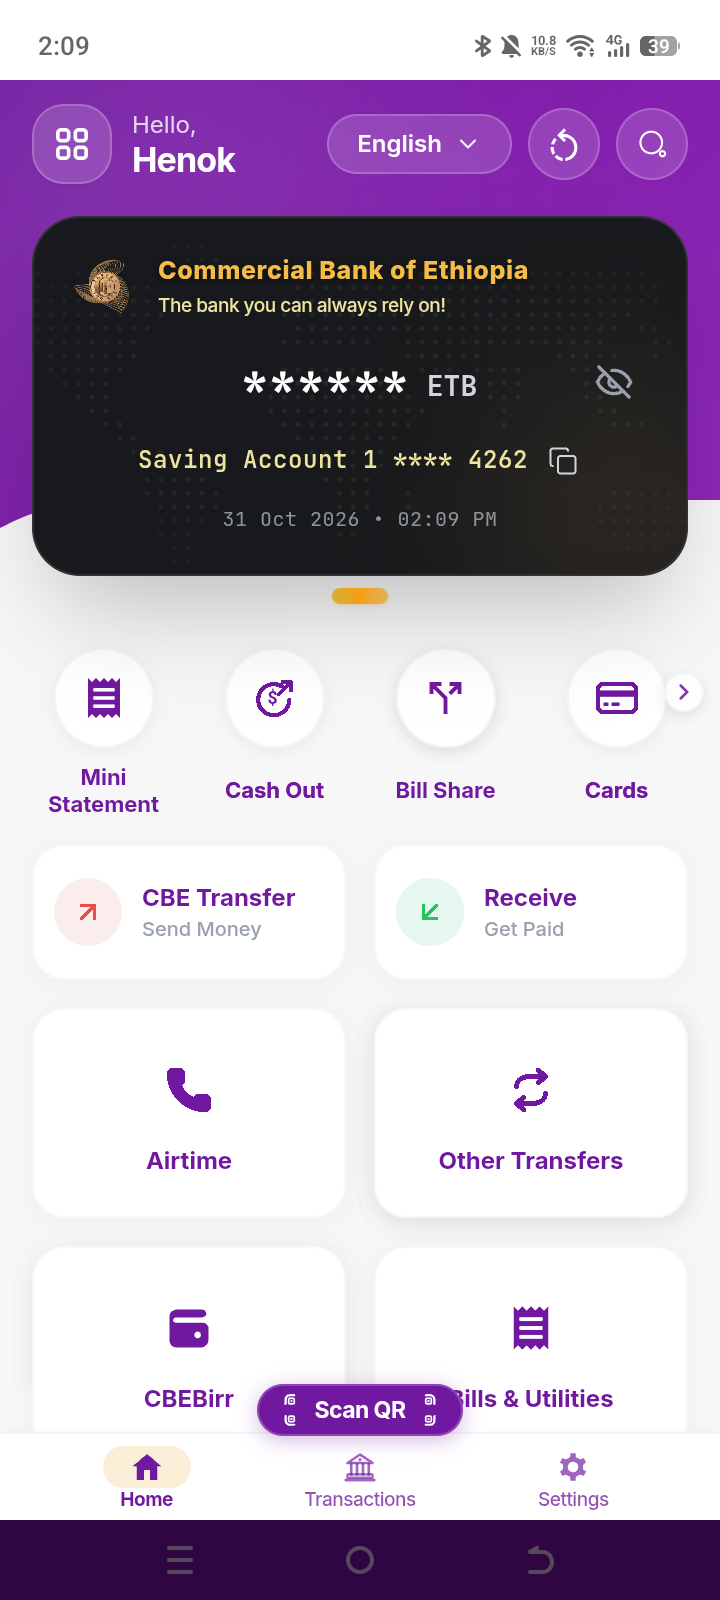 2:09
10.8
KB/S
4G
39
Hello,
Henok
English
Commercial Bank of Ethiopia
The bank you can always rely on!
****** ETB
Saving Account 1 **** 4262
31 Oct 2026 • 02:09 PM
Mini
Statement
Cash Out
Bill Share
Cards
CBE Transfer
Send Money
Receive
Get Paid
Airtime
Other Transfers
CBEBirr
Bills & Utilities
Scan QR
Home
Transactions
Settings